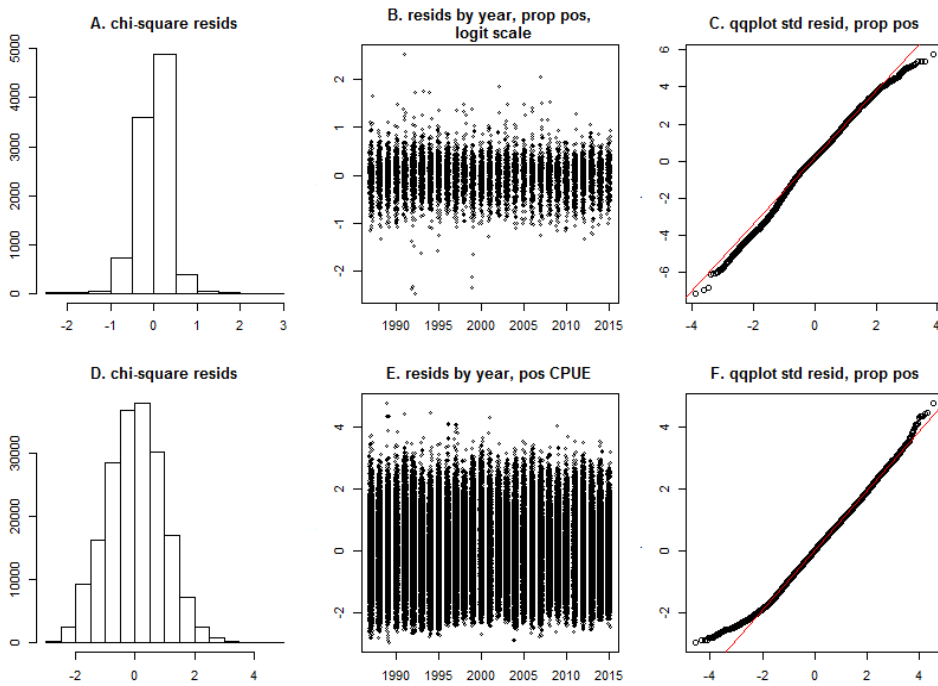 A. chi-square resids
B. resids by year, prop pos,
logit scale
C. qqplot std resid, prop pos
5000
4000
3000
2000
1000
0
-2 -1 0 1 2 3
2
1
0
-1
-2
1990 1995 2000 2005 2010 2015
6
4
2
0
-2
-4
-6
-4 -2 0 2 4
D. chi-square resids
E. resids by year, pos CPUE
F. qqplot std resid, prop pos
30000
20000
10000
0
-2 0 2 4
4
2
0
-2
1990 1995 2000 2005 2010 2015
4
2
0
-2
-4 -2 0 2 4